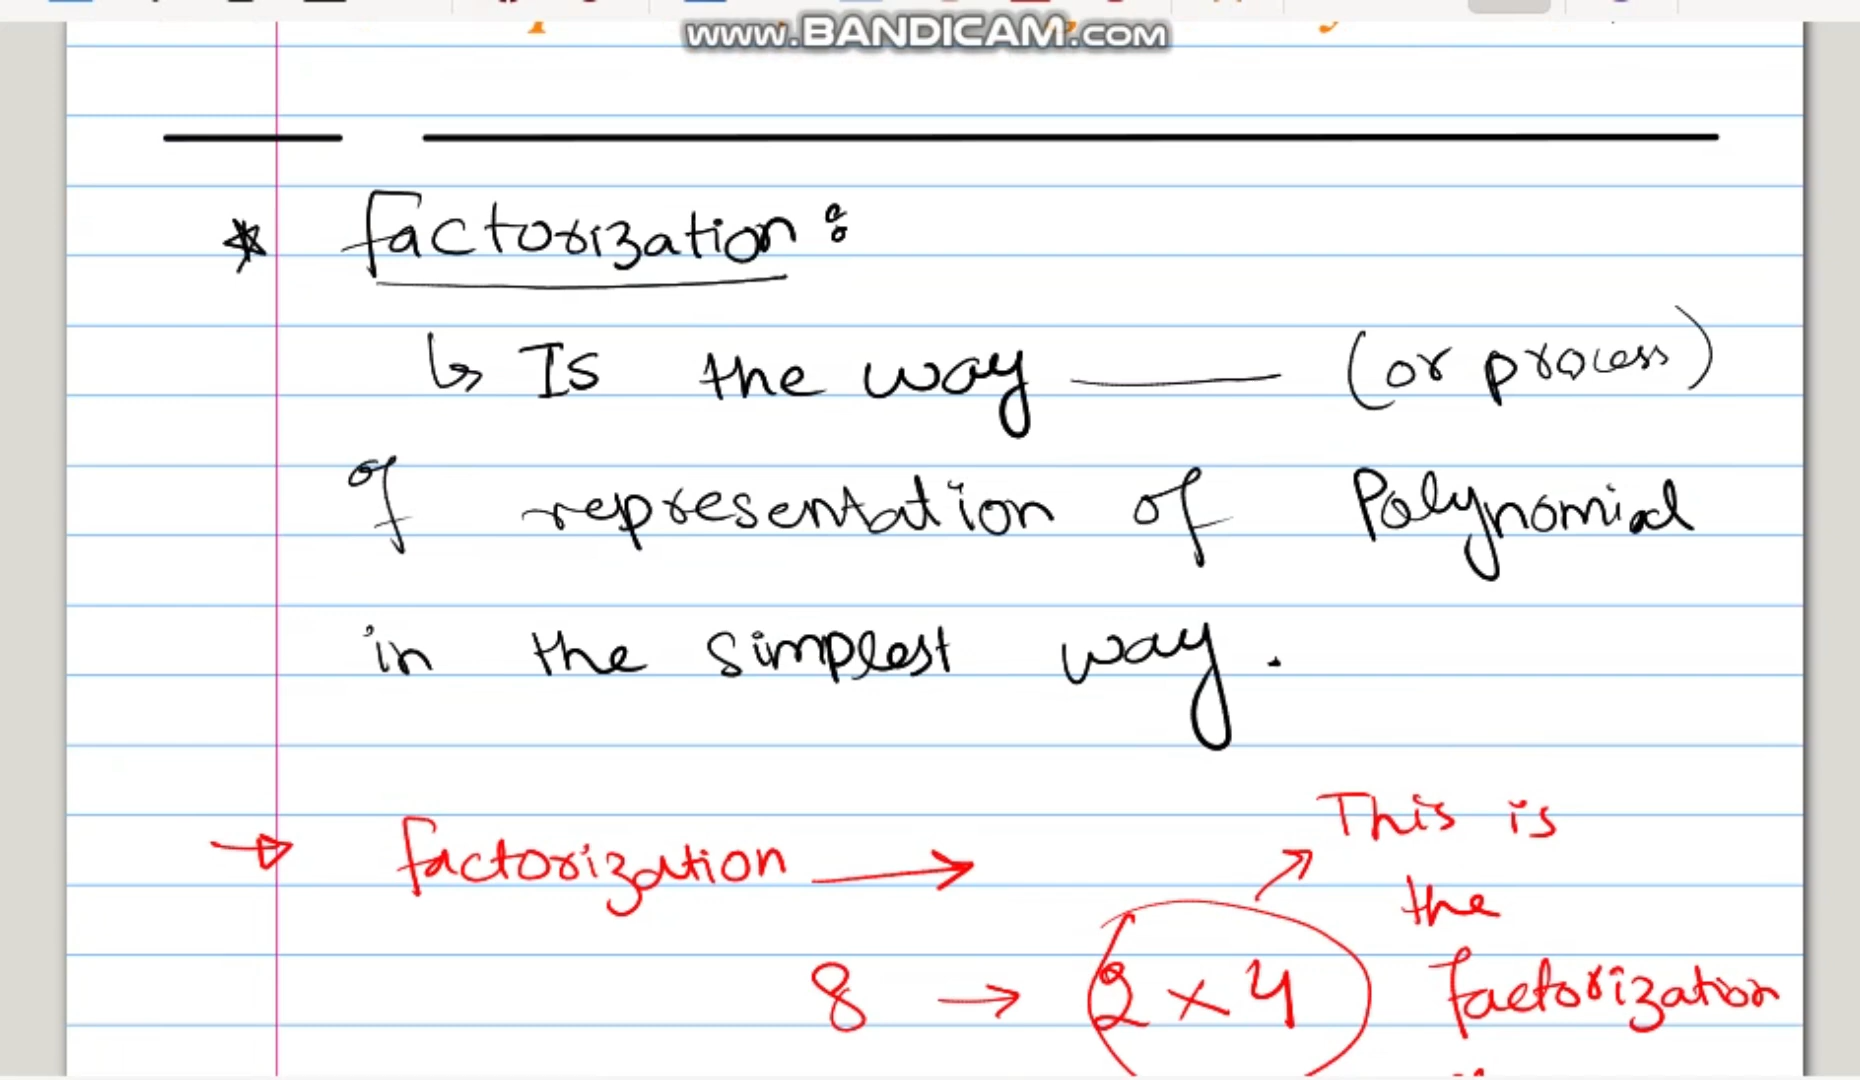 www.BANDICAM.com
* Factorization :
↳ Is the way —— (or process)
of representation of Polynomial
in the simplest way.
→ Factorization →
This is
the
8 → 2 × 4 Factorization